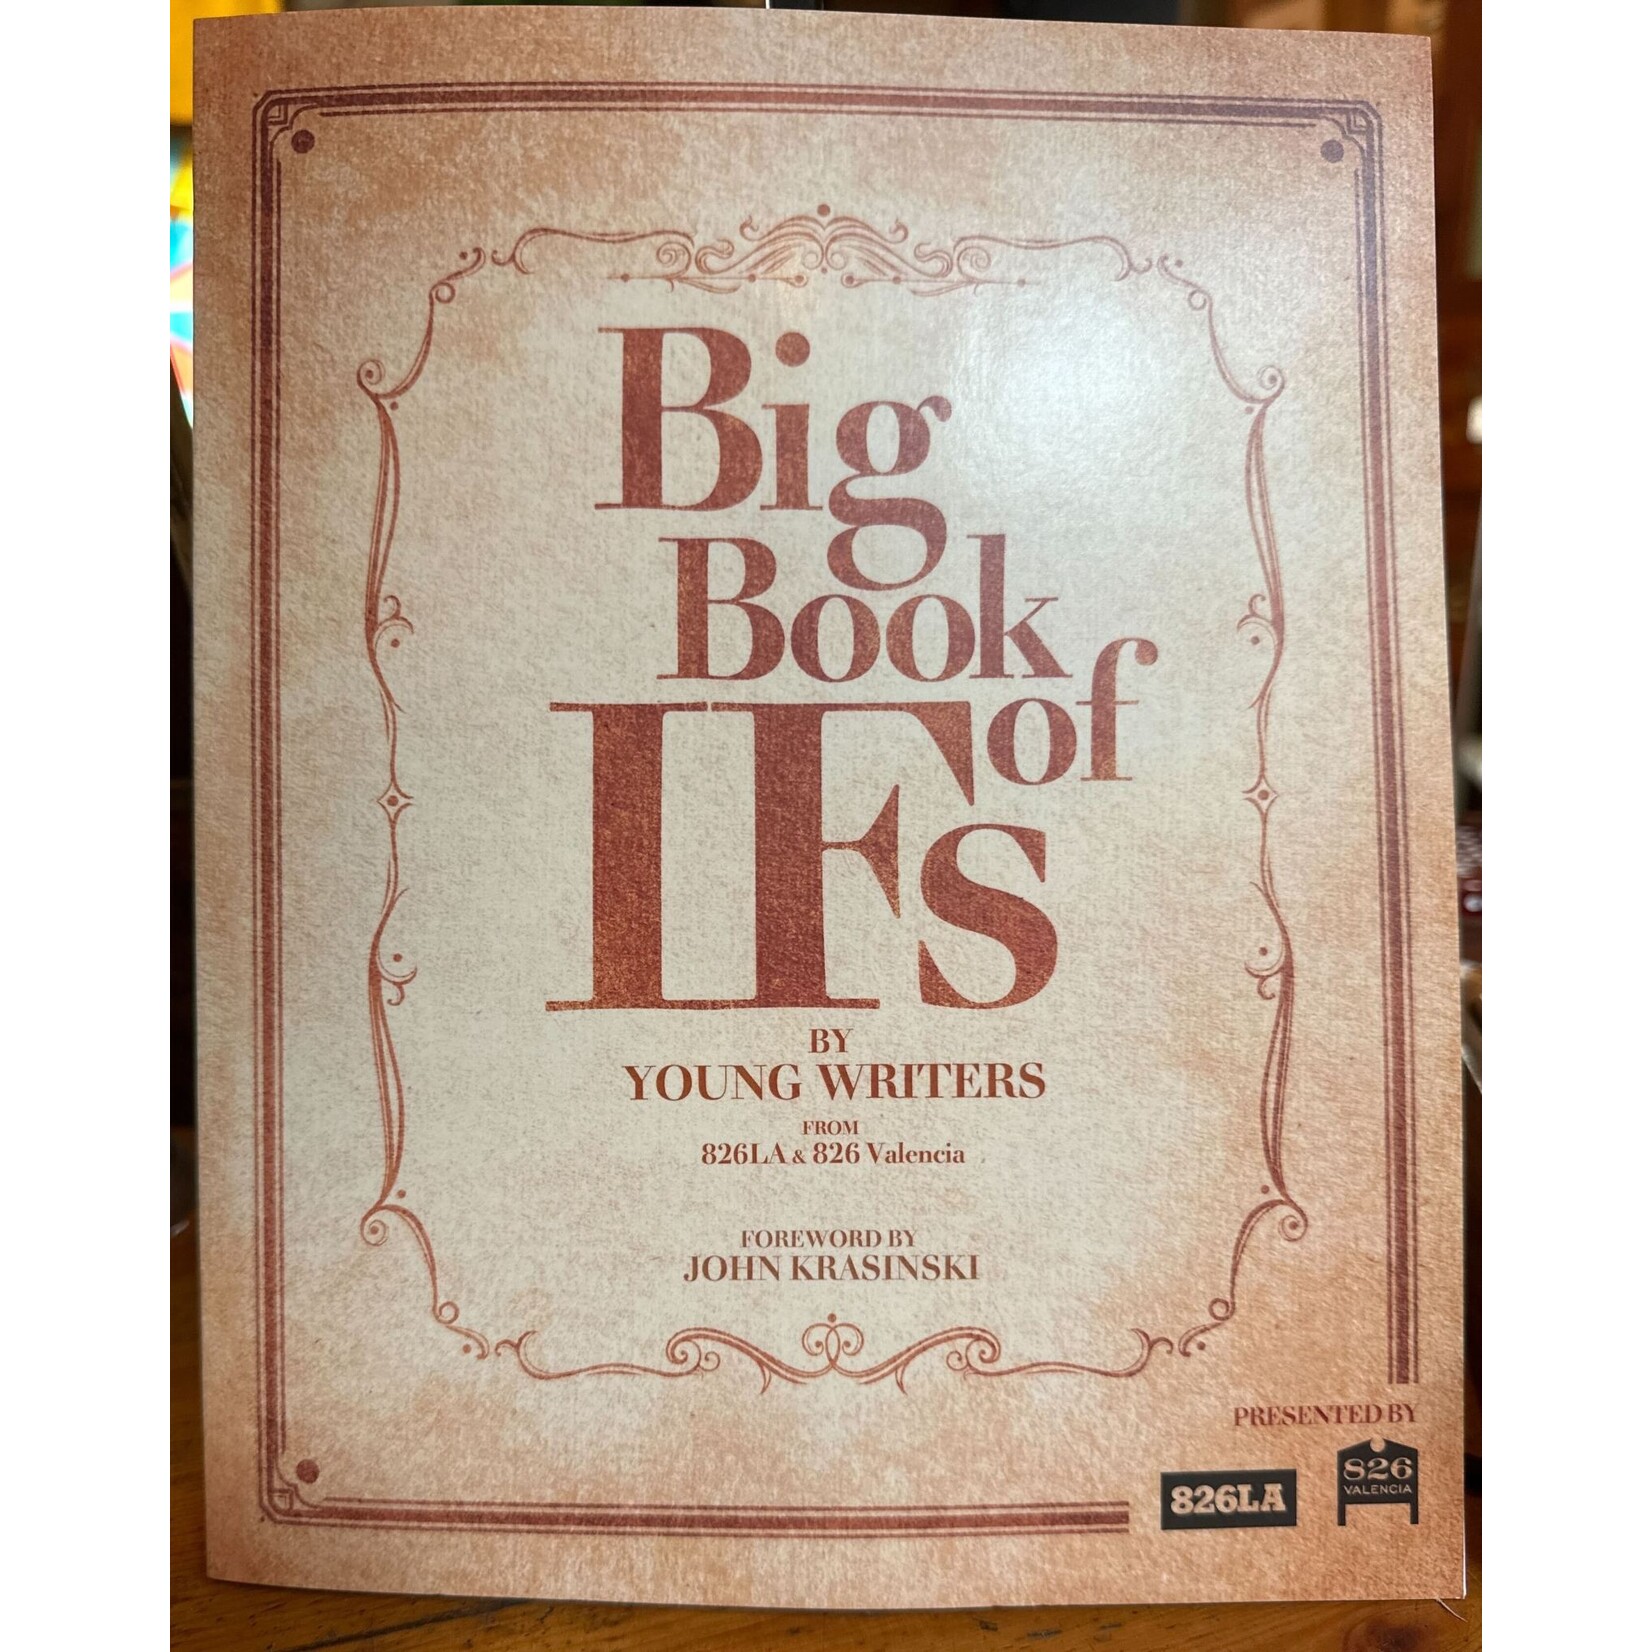 Big
Book
of
IFs
BY
YOUNG WRITERS
FROM
826LA & 826 Valencia
FOREWORD BY
JOHN KRASINSKI
PRESENTED BY
826LA
826
VALENCIA